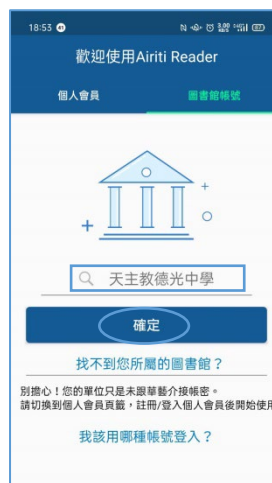 18:53
歡迎使用Airiti Reader
個人會員
圖書館帳號
天主教德光中學
確定
找不到您所屬的圖書館？
別擔心！您的單位只是未跟華藝介接帳密。
請切換到個人會員頁籤，註冊/登入個人會員後開始使用
我該用哪種帳號登入？